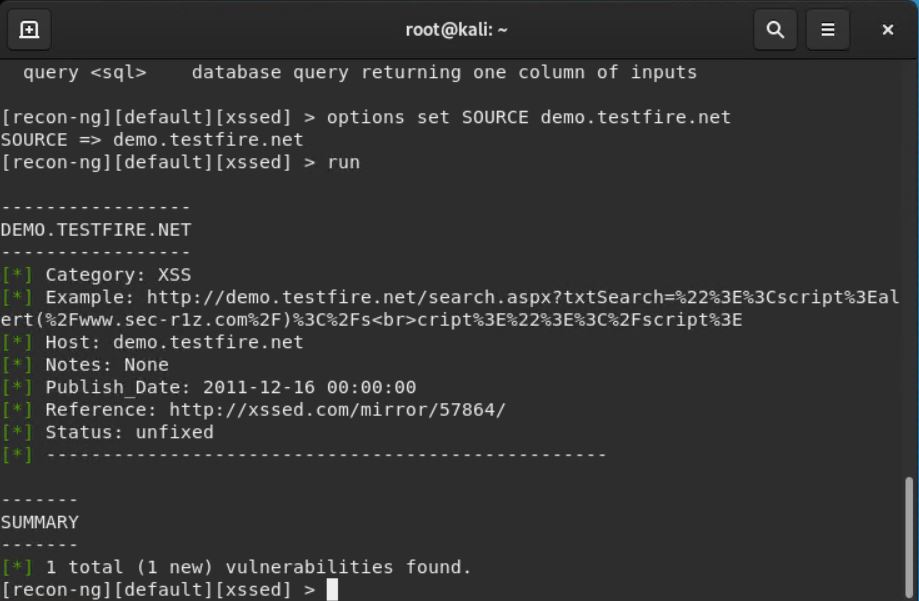 root@kali: ~
query <sql>    database query returning one column of inputs
[recon-ng][default][xssed] > options set SOURCE demo.testfire.net
SOURCE => demo.testfire.net
[recon-ng][default][xssed] > run
-----------------
DEMO.TESTFIRE.NET
-----------------
[*] Category: XSS
[*] Example: http://demo.testfire.net/search.aspx?txtSearch=%22%3E%3Cscript%3Eal
ert(%2Fwww.sec-r1z.com%2F)%3C%2Fs<br>cript%3E%22%3E%3C%2Fscript%3E
[*] Host: demo.testfire.net
[*] Notes: None
[*] Publish_Date: 2011-12-16 00:00:00
[*] Reference: http://xssed.com/mirror/57864/
[*] Status: unfixed
[*] --------------------------------------------------
-------
SUMMARY
-------
[*] 1 total (1 new) vulnerabilities found.
[recon-ng][default][xssed] >